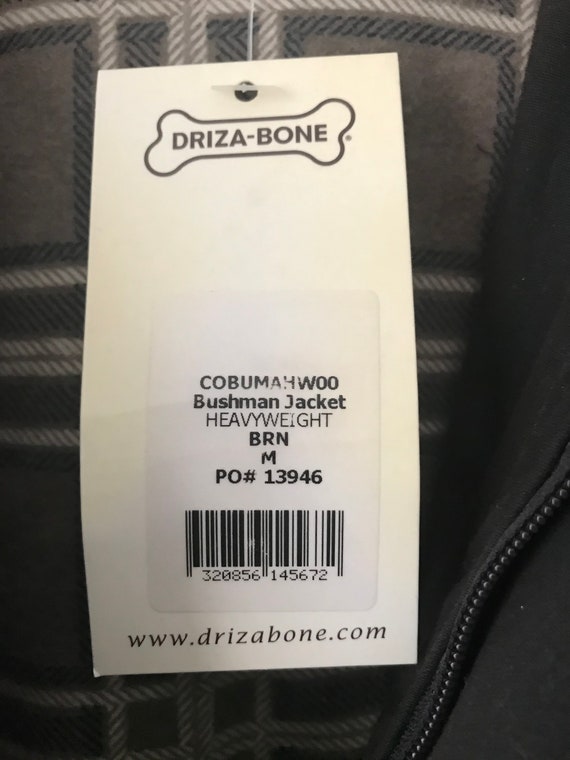 DRIZA-BONE®
COBUMAHW00
Bushman Jacket
HEAVYWEIGHT
BRN
M
PO# 13946
320856 145672
www.drizabone.com